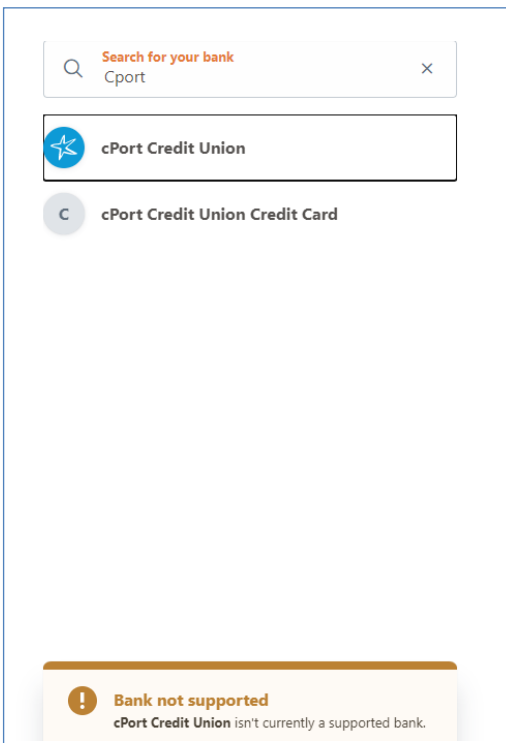 Search for your bank
Cport
cPort Credit Union
C
cPort Credit Union Credit Card
Bank not supported
cPort Credit Union isn't currently a supported bank.